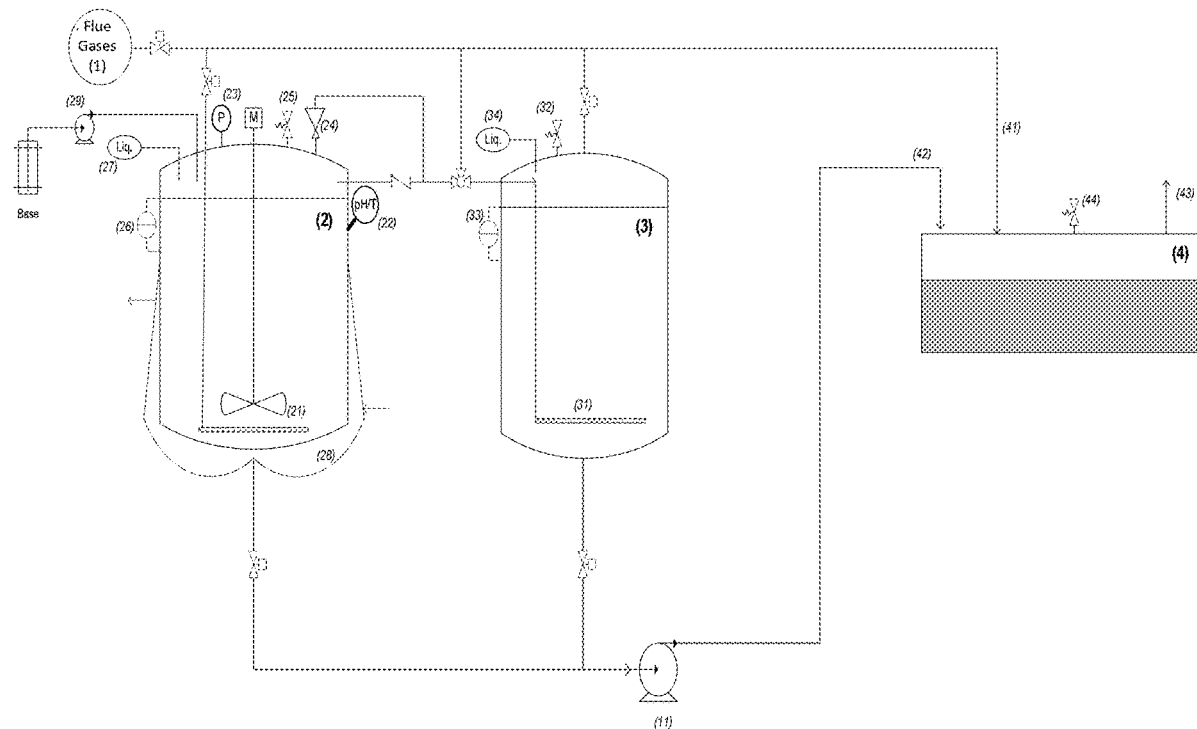 Flue
Gases
(1)
(29)
(23)
P
M
(25)
(24)
Liq.
(27)
Base
(26)
(2)
pH/T
(22)
(21)
(28)
(34)
Liq.
(32)
(33)
(3)
(31)
(11)
(42)
(41)
(44)
(43)
(4)